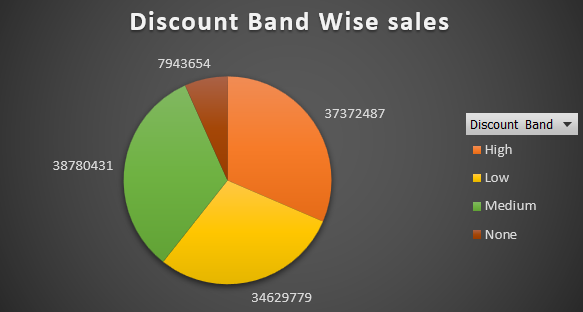 Discount Band Wise sales
7943654
37372487
38780431
34629779
Discount Band
High
Low
Medium
None